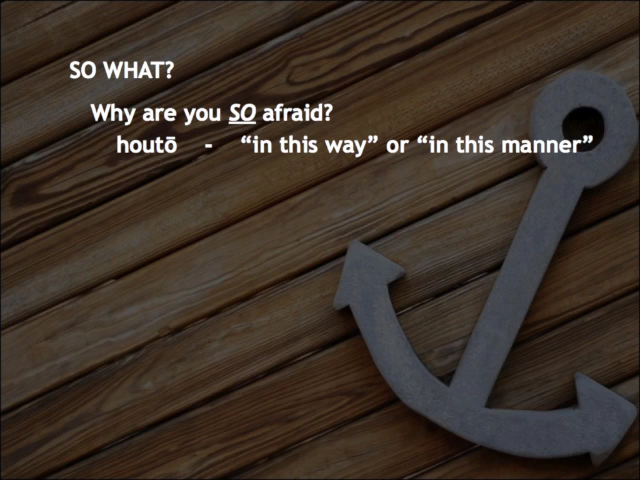 SO WHAT?
Why are you SO afraid?
houtō - “in this way” or “in this manner”